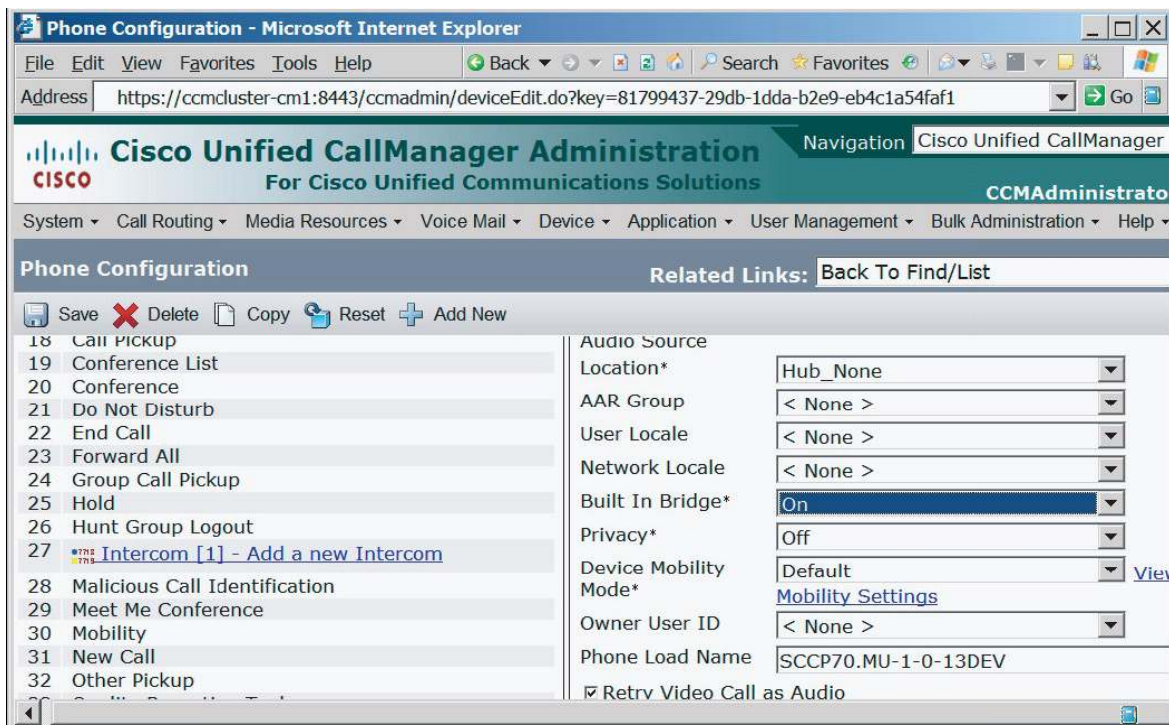 Phone Configuration - Microsoft Internet Explorer
File Edit View Favorites Tools Help Back Search Favorites
Address https://ccmcluster-cm1:8443/ccmadmin/deviceEdit.do?key=81799437-29db-1dda-b2e9-eb4c1a54faf1 Go
CISCO
Cisco Unified CallManager Administration
For Cisco Unified Communications Solutions
Navigation Cisco Unified CallManager
CCMAdministrato
System Call Routing Media Resources Voice Mail Device Application User Management Bulk Administration Help
Phone Configuration
Related Links: Back To Find/List
Save Delete Copy Reset Add New
18 Call Pickup
19 Conference List
20 Conference
21 Do Not Disturb
22 End Call
23 Forward All
24 Group Call Pickup
25 Hold
26 Hunt Group Logout
27 Intercom [1] - Add a new Intercom
28 Malicious Call Identification
29 Meet Me Conference
30 Mobility
31 New Call
32 Other Pickup
Audio Source
Location* Hub_None
AAR Group < None >
User Locale < None >
Network Locale < None >
Built In Bridge* On
Privacy* Off
Device Mobility Mode* Default View
Mobility Settings
Owner User ID < None >
Phone Load Name SCCP70.MU-1-0-13DEV
Retry Video Call as Audio